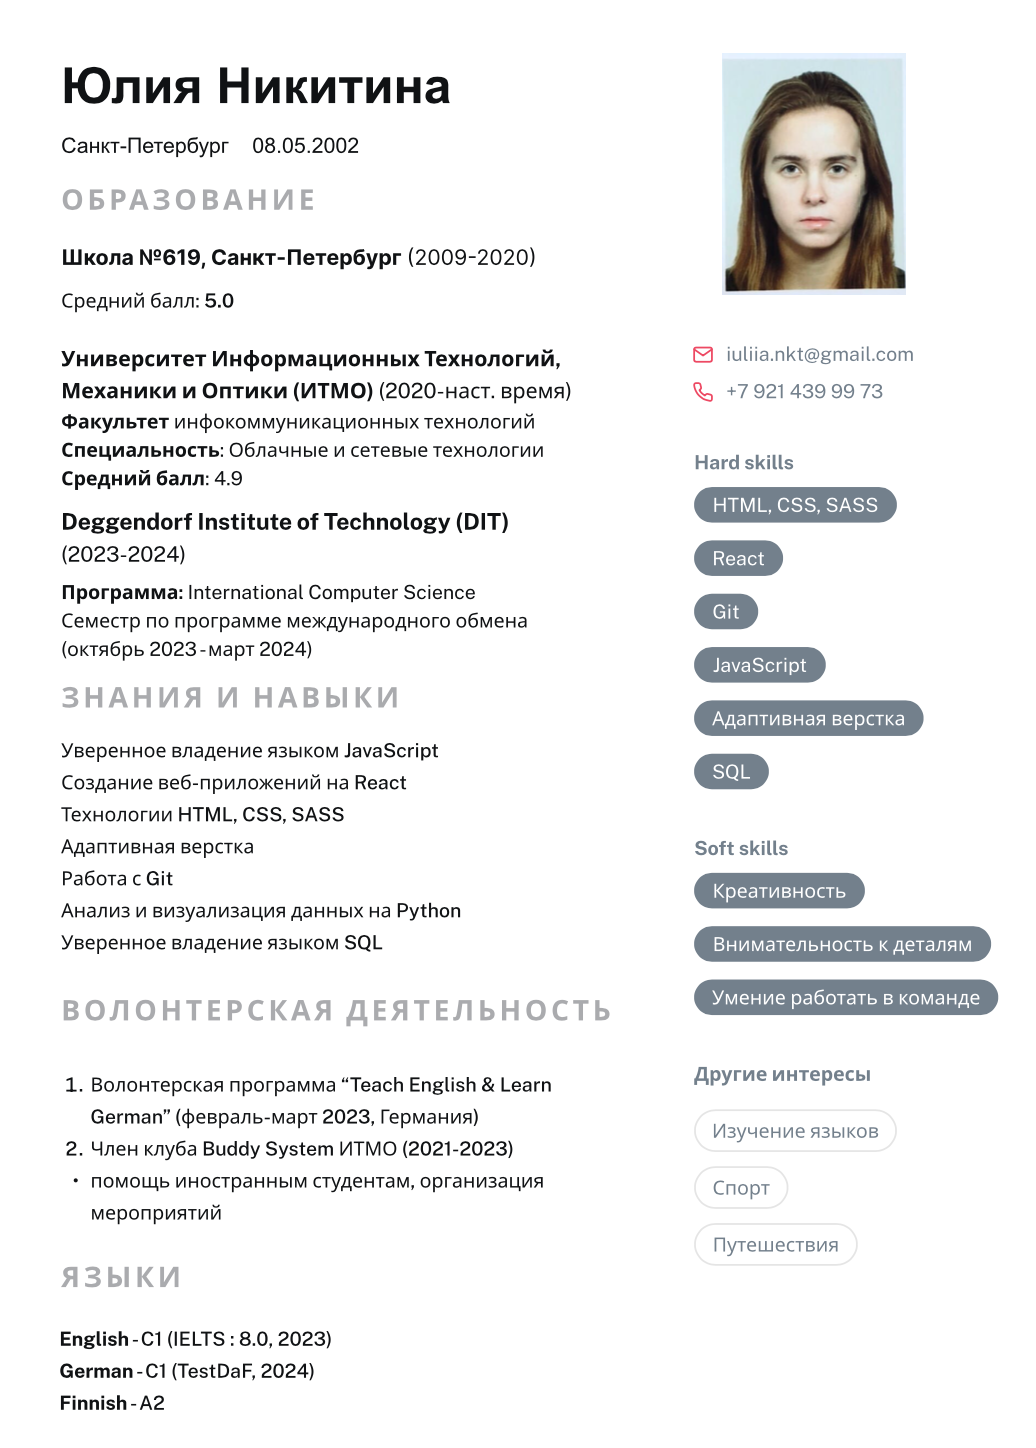 Юлия Никитина
Санкт-Петербург 08.05.2002
ОБРАЗОВАНИЕ
Школа №619, Санкт-Петербург (2009-2020)
Средний балл: 5.0
Университет Информационных Технологий,
Механики и Оптики (ИТМО) (2020-наст. время)
Факультет инфокоммуникационных технологий
Специальность: Облачные и сетевые технологии
Средний балл: 4.9
Deggendorf Institute of Technology (DIT)
(2023-2024)
Программа: International Computer Science
Семестр по программе международного обмена
(октябрь 2023 - март 2024)
ЗНАНИЯ И НАВЫКИ
Уверенное владение языком JavaScript
Создание веб-приложений на React
Технологии HTML, CSS, SASS
Адаптивная верстка
Работа с Git
Анализ и визуализация данных на Python
Уверенное владение языком SQL
ВОЛОНТЕРСКАЯ ДЕЯТЕЛЬНОСТЬ
1. Волонтерская программа “Teach English & Learn
German” (февраль-март 2023, Германия)
2. Член клуба Buddy System ИТМО (2021-2023)
• помощь иностранным студентам, организация
мероприятий
ЯЗЫКИ
English - C1 (IELTS : 8.0, 2023)
German - C1 (TestDaF, 2024)
Finnish - A2
iuliia.nkt@gmail.com
+7 921 439 99 73
Hard skills
HTML, CSS, SASS
React
Git
JavaScript
Адаптивная верстка
SQL
Soft skills
Креативность
Внимательность к деталям
Умение работать в команде
Другие интересы
Изучение языков
Спорт
Путешествия